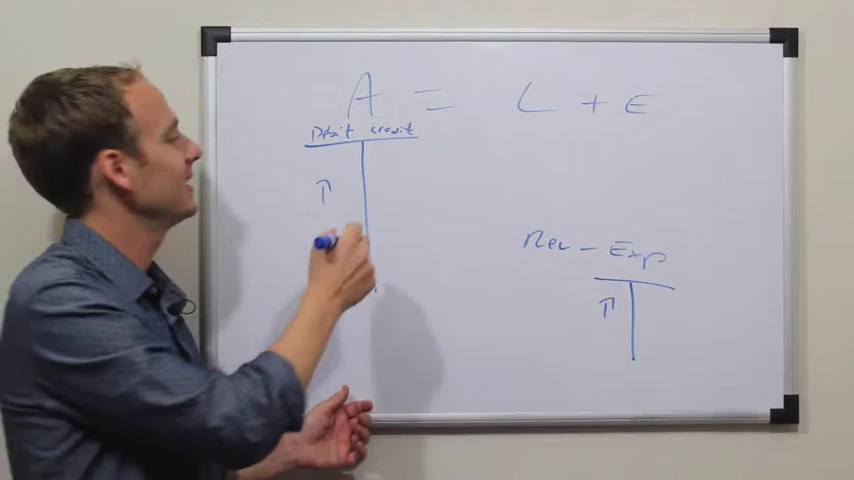 A = L + E
Debit credit
↑
Rev - Exp
↑